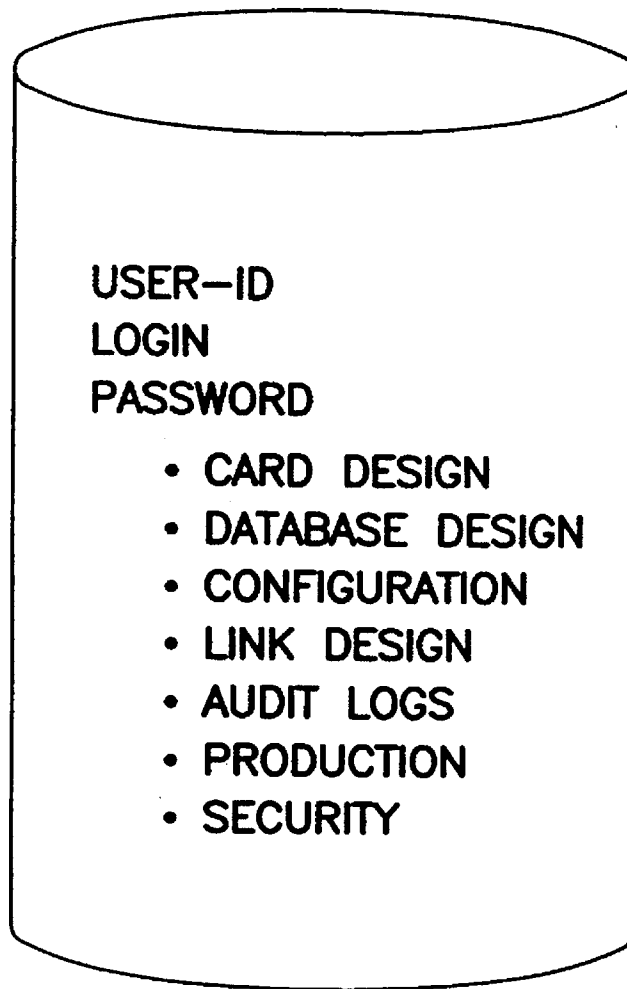 USER-ID
LOGIN
PASSWORD
• CARD DESIGN
• DATABASE DESIGN
• CONFIGURATION
• LINK DESIGN
• AUDIT LOGS
• PRODUCTION
• SECURITY